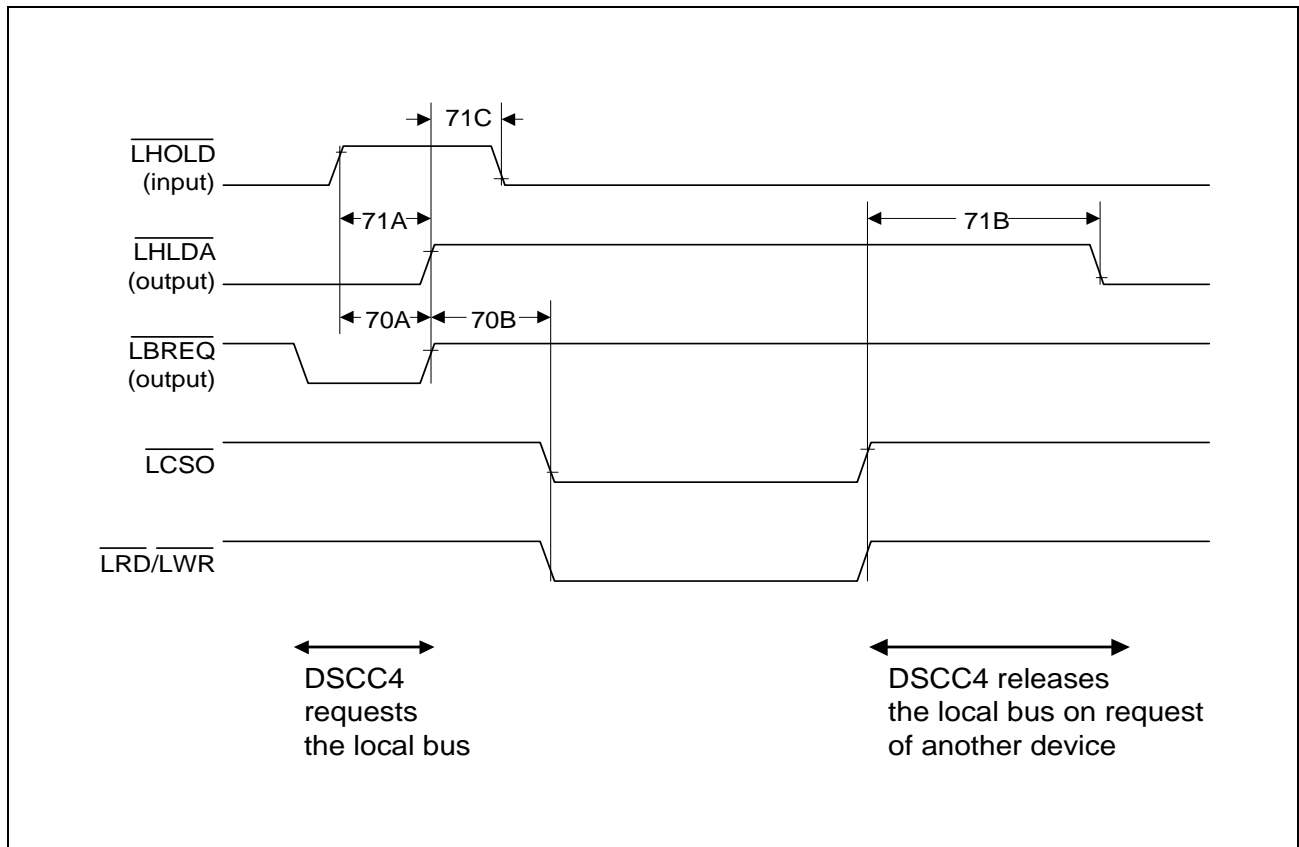 71C
LHOLD
(input)
71A
71B
LHLDA
(output)
70A
70B
LBREQ
(output)
LCSO
LRD/LWR
DSCC4
requests
the local bus
DSCC4 releases
the local bus on request
of another device